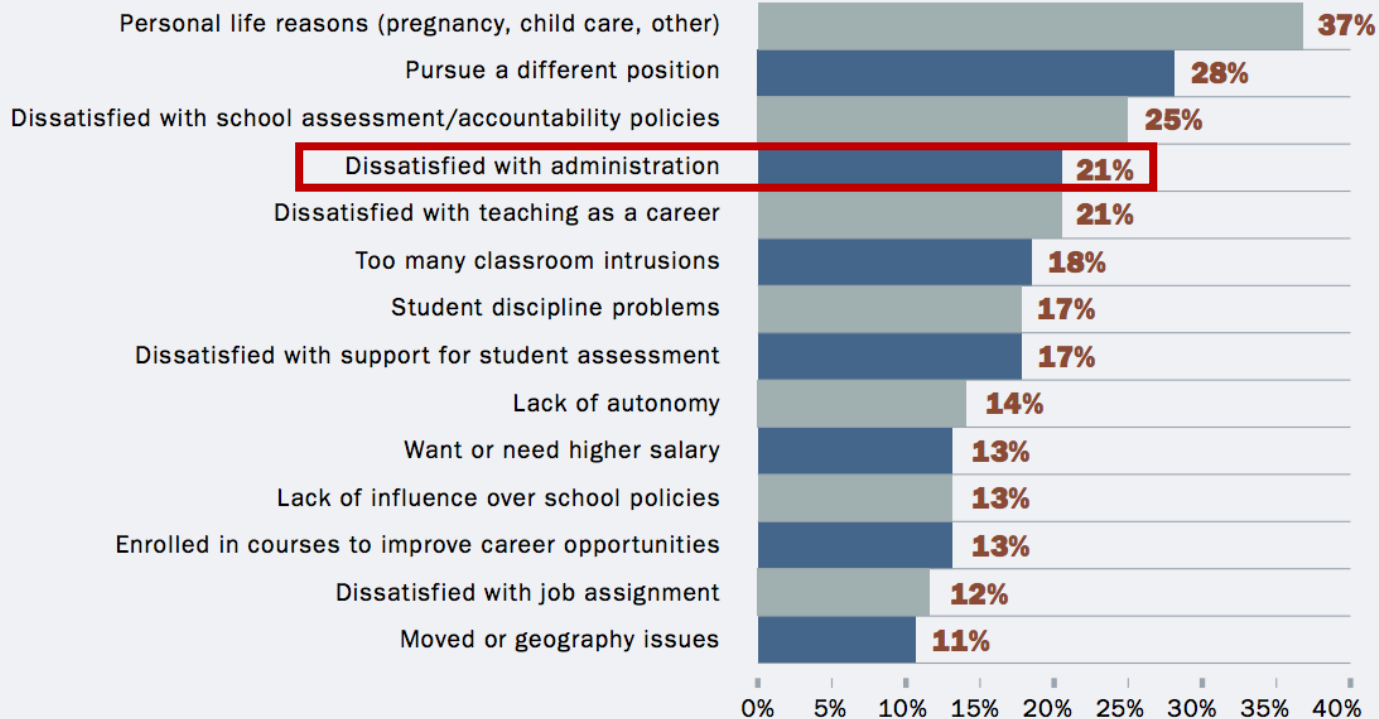 Personal life reasons (pregnancy, child care, other) 37%
Pursue a different position 28%
Dissatisfied with school assessment/accountability policies 25%
Dissatisfied with administration 21%
Dissatisfied with teaching as a career 21%
Too many classroom intrusions 18%
Student discipline problems 17%
Dissatisfied with support for student assessment 17%
Lack of autonomy 14%
Want or need higher salary 13%
Lack of influence over school policies 13%
Enrolled in courses to improve career opportunities 13%
Dissatisfied with job assignment 12%
Moved or geography issues 11%
0% 5% 10% 15% 20% 25% 30% 35% 40%